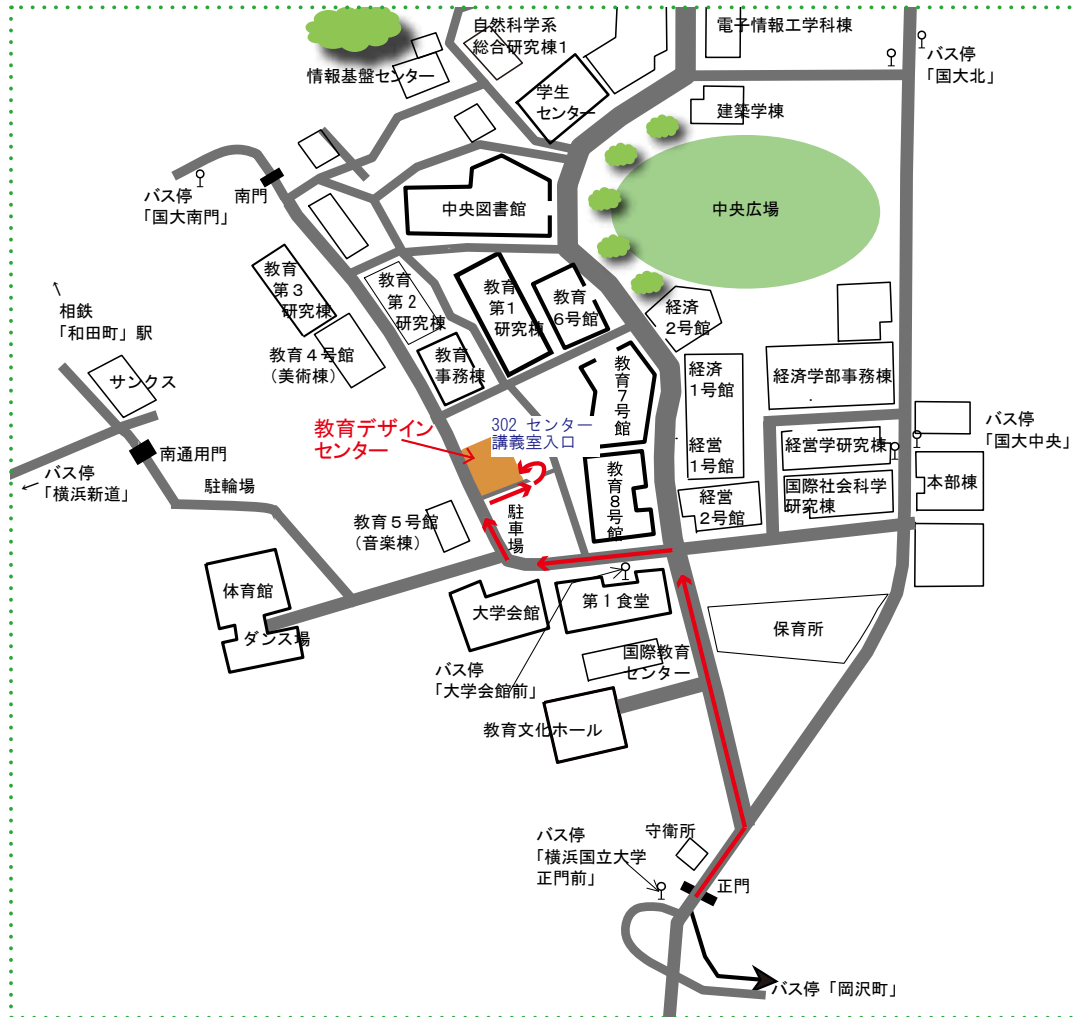 自然科学系
総合研究棟1
電子情報工学科棟
バス停
「国大北」
情報基盤センター
学生
センター
建築学棟
バス停
「国大南門」
南門
中央図書館
中央広場
教育
第３
研究棟
教育
第２
研究棟
教育
第1
研究棟
教育
6号館
経済
2号館
↑
相鉄
「和田町」駅
サンクス
教育４号館
（美術棟）
教育
事務棟
教育７号館
経済
1号館
経済学部事務棟
教育デザイン
センター
302 センター
講義室入口
経営
1号館
経営学研究棟
バス停
「国大中央」
南通用門
バス停
←「横浜新道」
駐輪場
教育５号館
（音楽棟）
駐車場
教育８号館
経営
２号館
国際社会科学
研究棟
本部棟
体育館
ダンス場
大学会館
第１食堂
保育所
国際教育
センター
バス停
「大学会館前」
教育文化ホール
守衛所
バス停
「横浜国立大学
正門前」
正門
バス停「岡沢町」